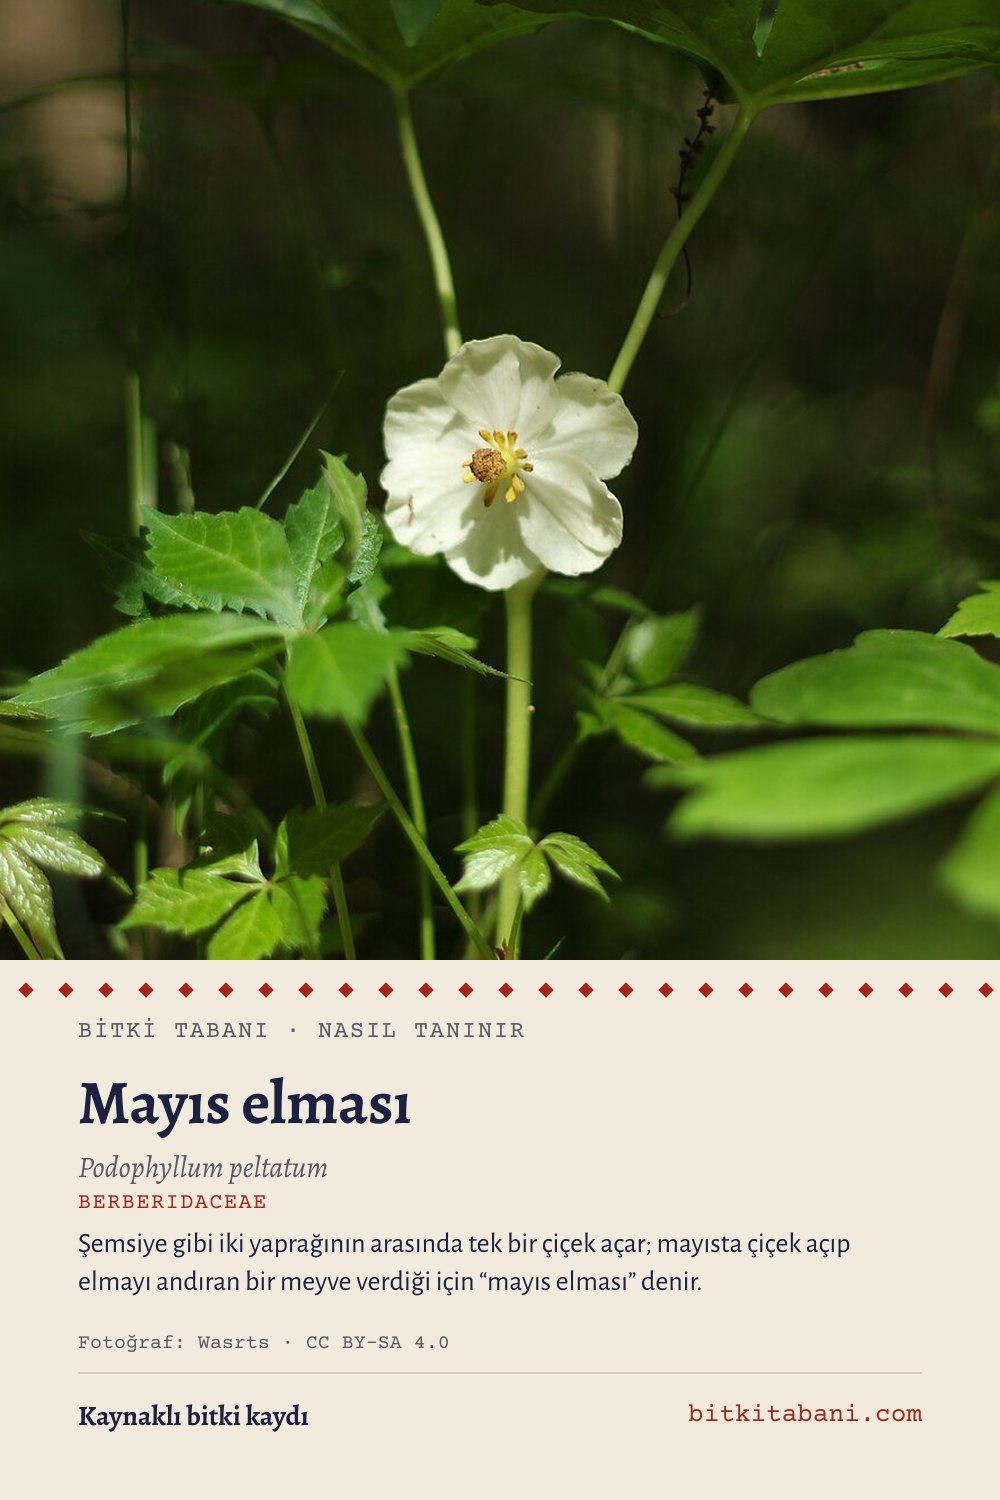 BİTKİ TABANI · NASIL TANINIR
Mayıs elması
Podophyllum peltatum
BERBERIDACEAE
Şemsiye gibi iki yaprağının arasında tek bir çiçek açar; mayısta çiçek açıp
elmayı andıran bir meyve verdiği için “mayıs elması” denir.
Fotoğraf: Wasrts · CC BY-SA 4.0
Kaynaklı bitki kaydı
bitkitabani.com